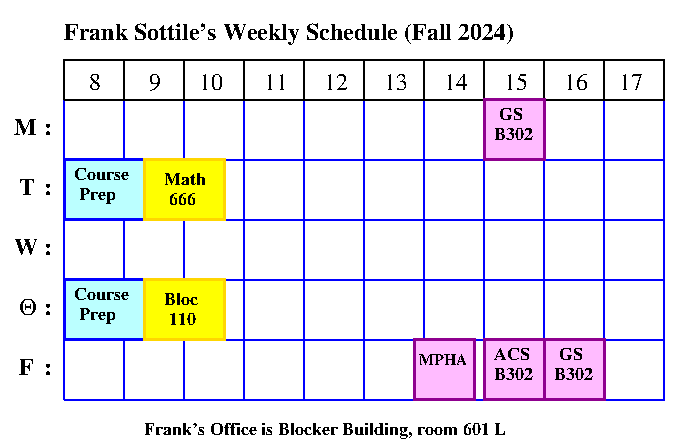 Frank Sottile's Weekly Schedule (Fall 2024)
8 9 10 11 12 13 14 15 16 17
M : GS
B302
T : Course
Prep
Math
666
W :
Θ : Course
Prep
Bloc
110
F : MPHA
ACS
B302
GS
B302
Frank's Office is Blocker Building, room 601 L